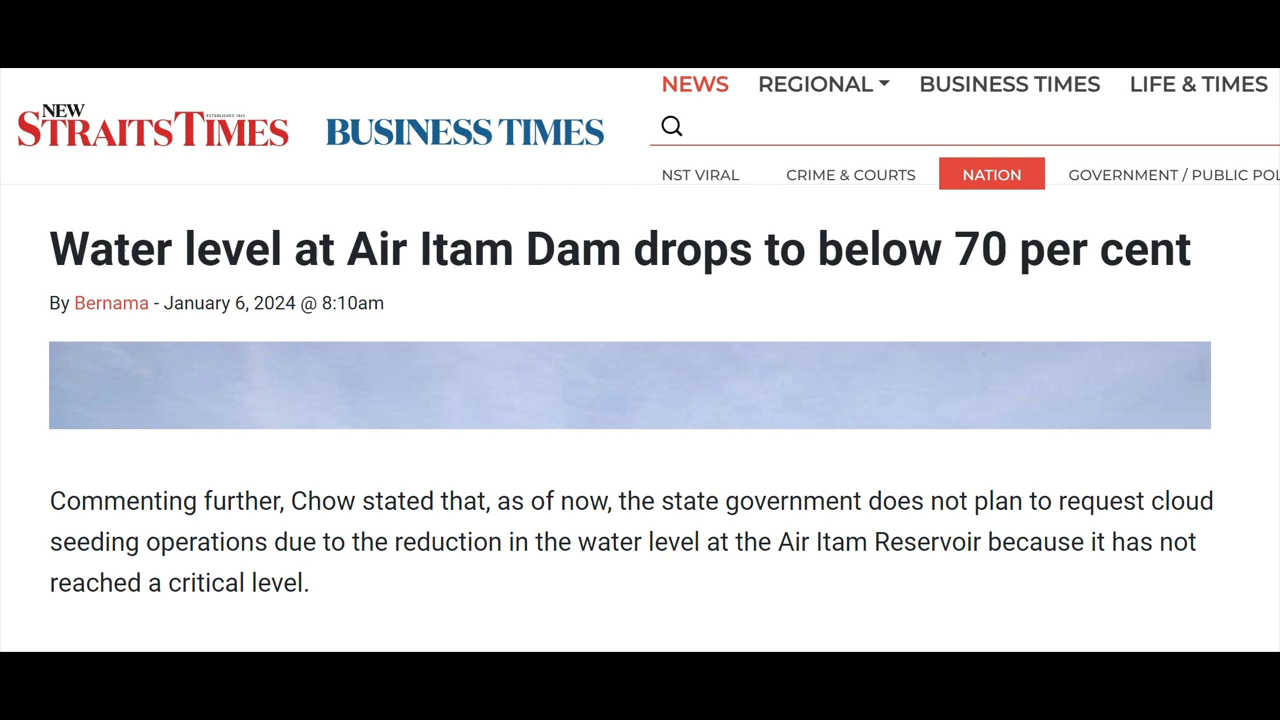 NEWS REGIONAL BUSINESS TIMES LIFE & TIMES
NEW
STRAITS TIMES
ESTABLISHED 1845
BUSINESS TIMES
NST VIRAL CRIME & COURTS NATION GOVERNMENT / PUBLIC POL
Water level at Air Itam Dam drops to below 70 per cent
By Bernama - January 6, 2024 @ 8:10am
Commenting further, Chow stated that, as of now, the state government does not plan to request cloud
seeding operations due to the reduction in the water level at the Air Itam Reservoir because it has not
reached a critical level.